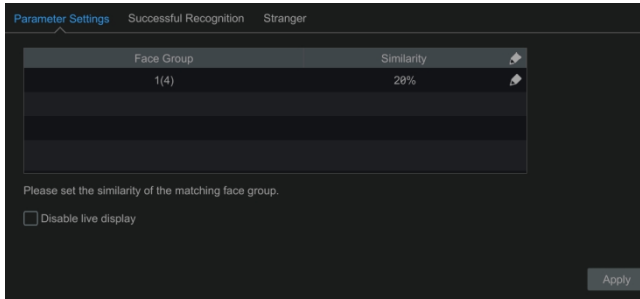 Parameter Settings Successful Recognition Stranger
Face Group Similarity
1(4) 20%
Please set the similarity of the matching face group.
Disable live display
Apply